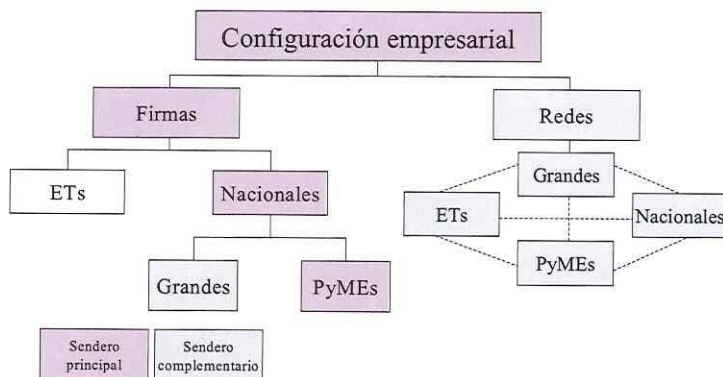 Configuración empresarial
Firmas
Redes
ETs
Nacionales
Grandes
PyMEs
Grandes
ETs
Nacionales
PyMEs
Sendero
principal
Sendero
complementario